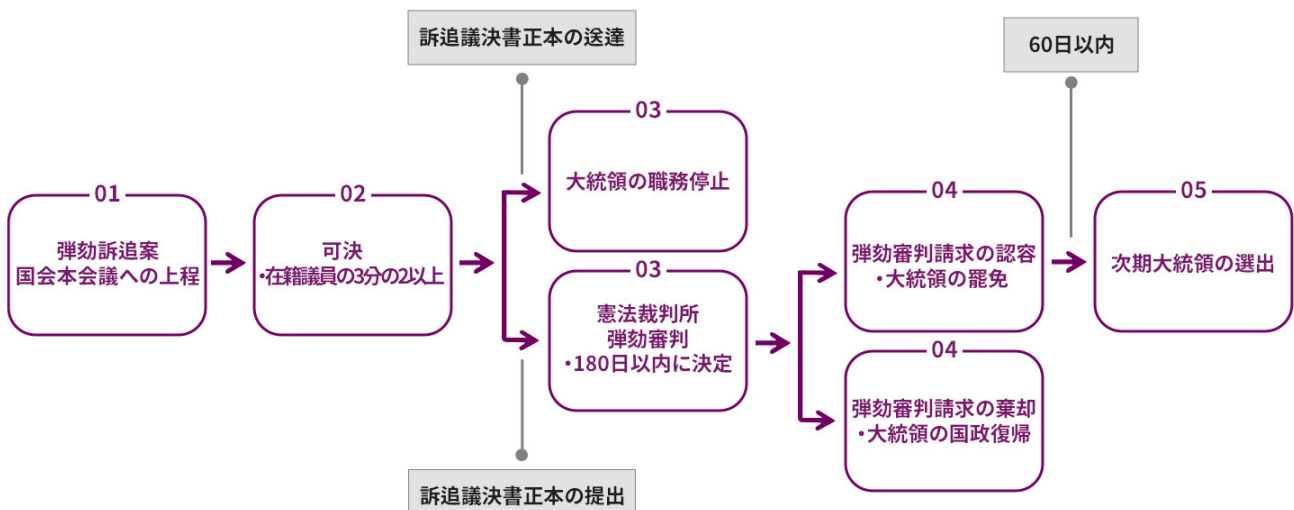 訴追議決書正本の送達
60日以内
01
弾劾訴追案
国会本会議への上程
02
可決
・在籍議員の3分の2以上
03
大統領の職務停止
03
憲法裁判所
弾劾審判
・180日以内に決定
訴追議決書正本の提出
04
弾劾審判請求の認容
・大統領の罷免
04
弾劾審判請求の棄却
・大統領の国政復帰
05
次期大統領の選出